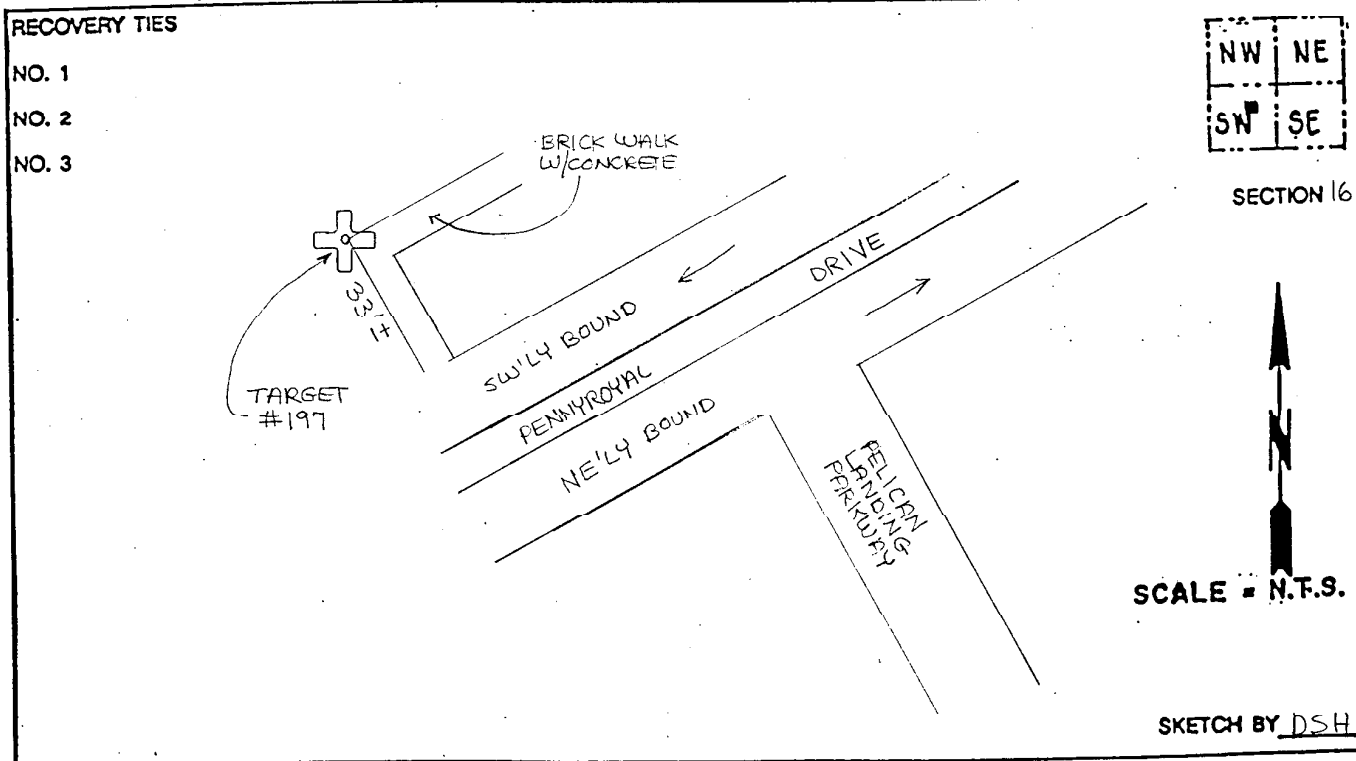 RECOVERY TIES
NO. 1
NO. 2
NO. 3
BRICK WALK
W/CONCRETE
NW NE
SW SE
SECTION 16
33'±
TARGET
#197
SW'LY BOUND
PENNYROYAL DRIVE
NE'LY BOUND
PELICAN
LANDING
PARKWAY
N
SCALE = N.T.S.
SKETCH BY DSH